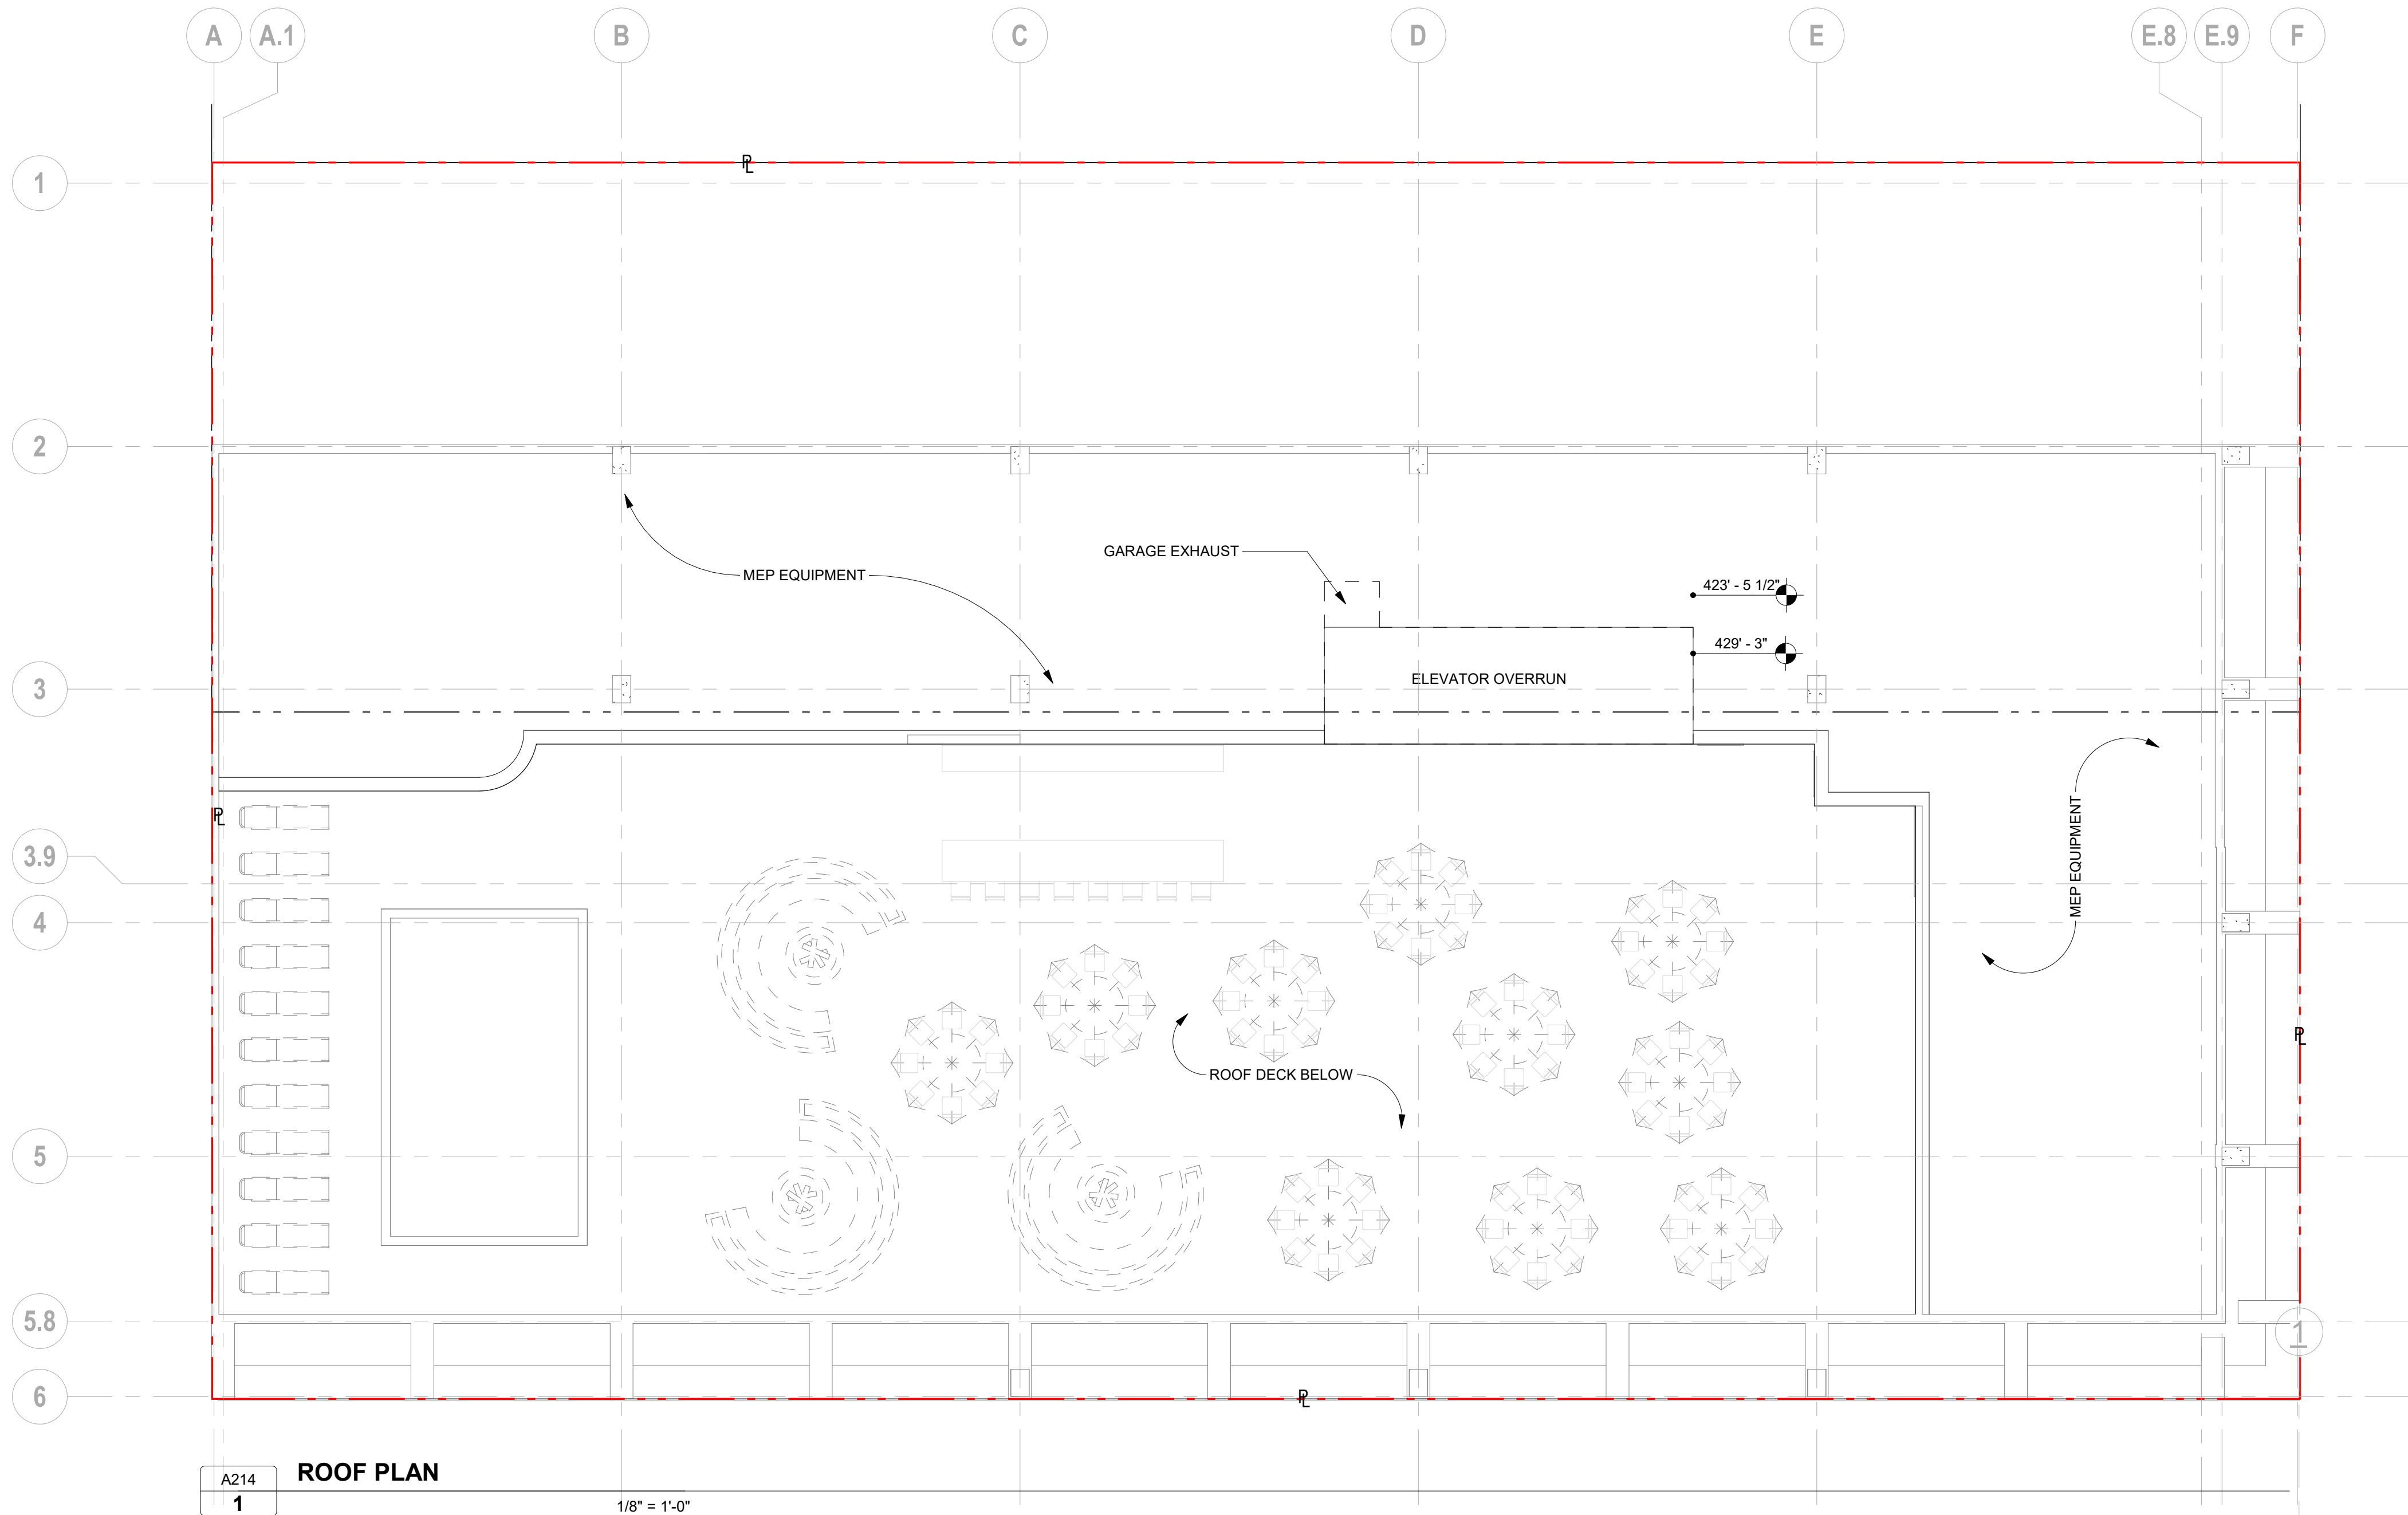 A
A.1
B
C
D
E
E.8
E.9
F
PL
1
2
GARAGE EXHAUST
MEP EQUIPMENT
423' - 5 1/2"
429' - 3"
ELEVATOR OVERRUN
3
PL
MEP EQUIPMENT
3.9
4
PL
ROOF DECK BELOW
5
5.8
1
6
PL
ROOF PLAN
A214
1
1/8" = 1'-0"